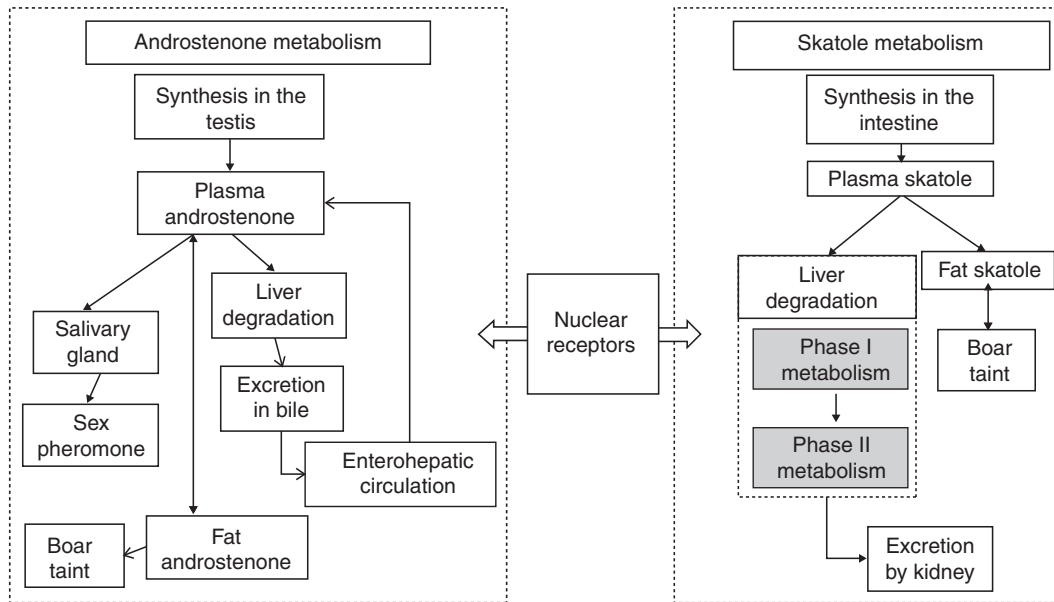 Androstenone metabolism
Synthesis in the
testis
Plasma
androstenone
Liver
degradation
Salivary
gland
Excretion
in bile
Sex
pheromone
Enterohepatic
circulation
Fat
androstenone
Boar
taint
Nuclear
receptors
Skatole metabolism
Synthesis in the
intestine
Plasma skatole
Liver
degradation
Fat skatole
Phase I
metabolism
Boar
taint
Phase II
metabolism
Excretion
by kidney